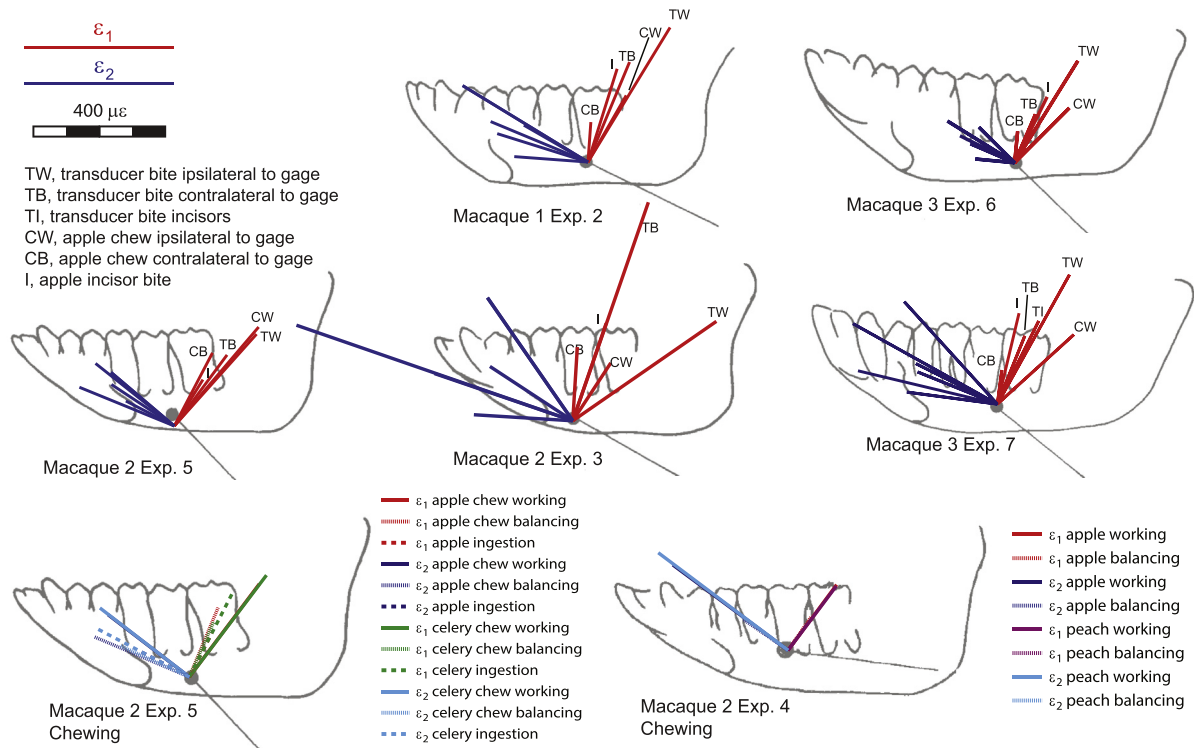 ε1
ε2
400 µε
TW, transducer bite ipsilateral to gage
TB, transducer bite contralateral to gage
TI, transducer bite incisors
CW, apple chew ipsilateral to gage
CB, apple chew contralateral to gage
I, apple incisor bite
TW
CW
TB
I
CB
Macaque 1 Exp. 2
TW
I
TB
CW
CB
Macaque 3 Exp. 6
CW
TW
TB
CB
I
Macaque 2 Exp. 5
TB
TW
I
CB
CW
Macaque 2 Exp. 3
TW
TB
I
TI
CW
CB
Macaque 3 Exp. 7
Macaque 2 Exp. 5
Chewing
ε1 apple chew working
ε1 apple chew balancing
ε1 apple ingestion
ε2 apple chew working
ε2 apple chew balancing
ε2 apple ingestion
ε1 celery chew working
ε1 celery chew balancing
ε1 celery ingestion
ε2 celery chew working
ε2 celery chew balancing
ε2 celery ingestion
Macaque 2 Exp. 4
Chewing
ε1 apple working
ε1 apple balancing
ε2 apple working
ε2 apple balancing
ε1 peach working
ε1 peach balancing
ε2 peach working
ε2 peach balancing